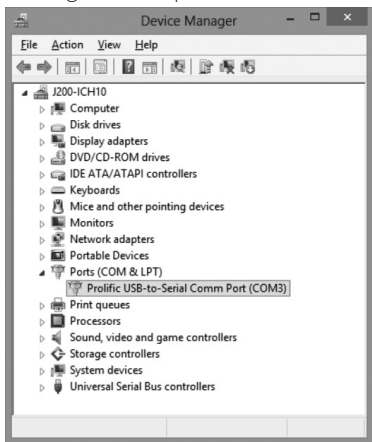 Device Manager
File Action View Help
J200-ICH10
Computer
Disk drives
Display adapters
DVD/CD-ROM drives
IDE ATA/ATAPI controllers
Keyboards
Mice and other pointing devices
Monitors
Network adapters
Portable Devices
Ports (COM & LPT)
Prolific USB-to-Serial Comm Port (COM3)
Print queues
Processors
Sound, video and game controllers
Storage controllers
System devices
Universal Serial Bus controllers